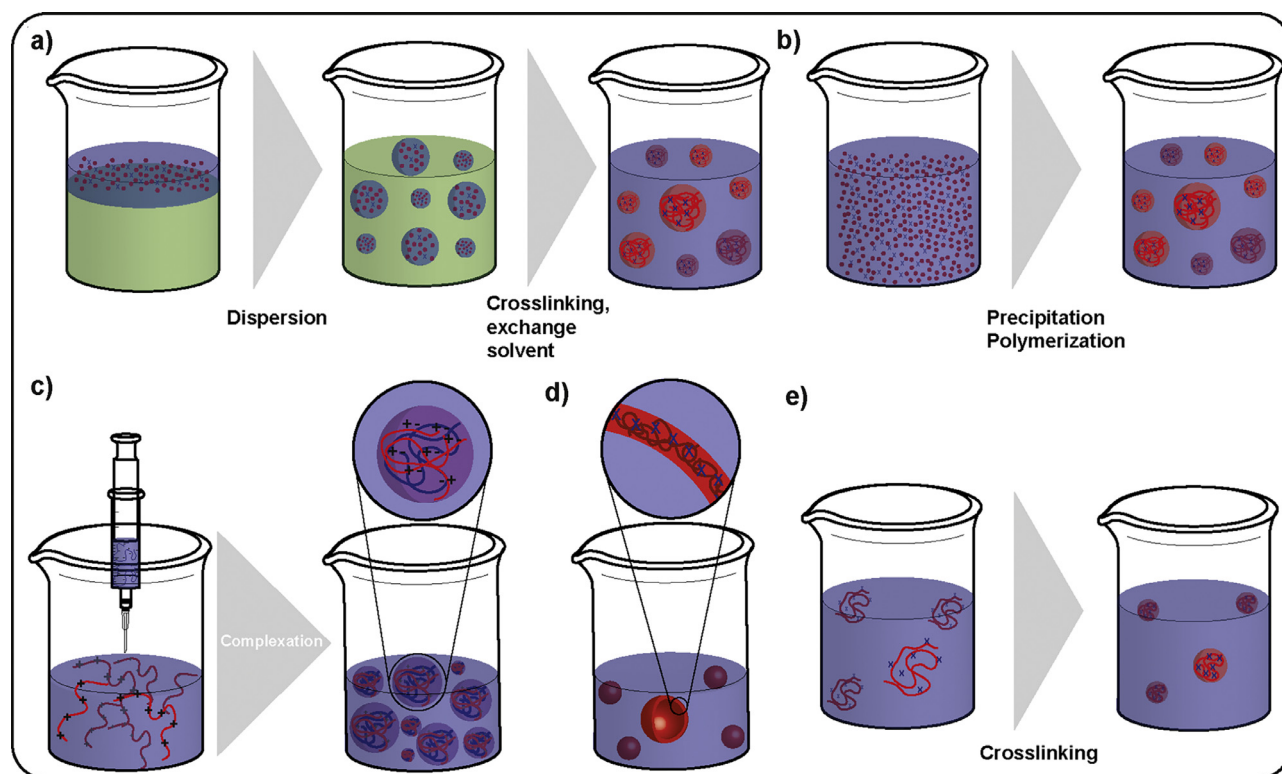 a)
b)
Dispersion
Crosslinking,
exchange
solvent
Precipitation
Polymerization
c)
d)
e)
Complexation
Crosslinking